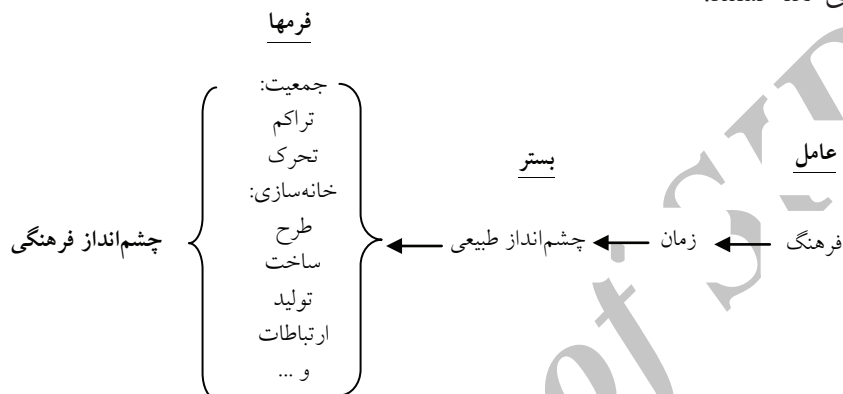 فرمها
جمعیت:
تراکم
تحرک
خانه‌سازی:
طرح
ساخت
تولید
ارتباطات
و ...
عامل
فرهنگ
زمان
بستر
چشم‌انداز طبیعی
چشم‌انداز فرهنگی